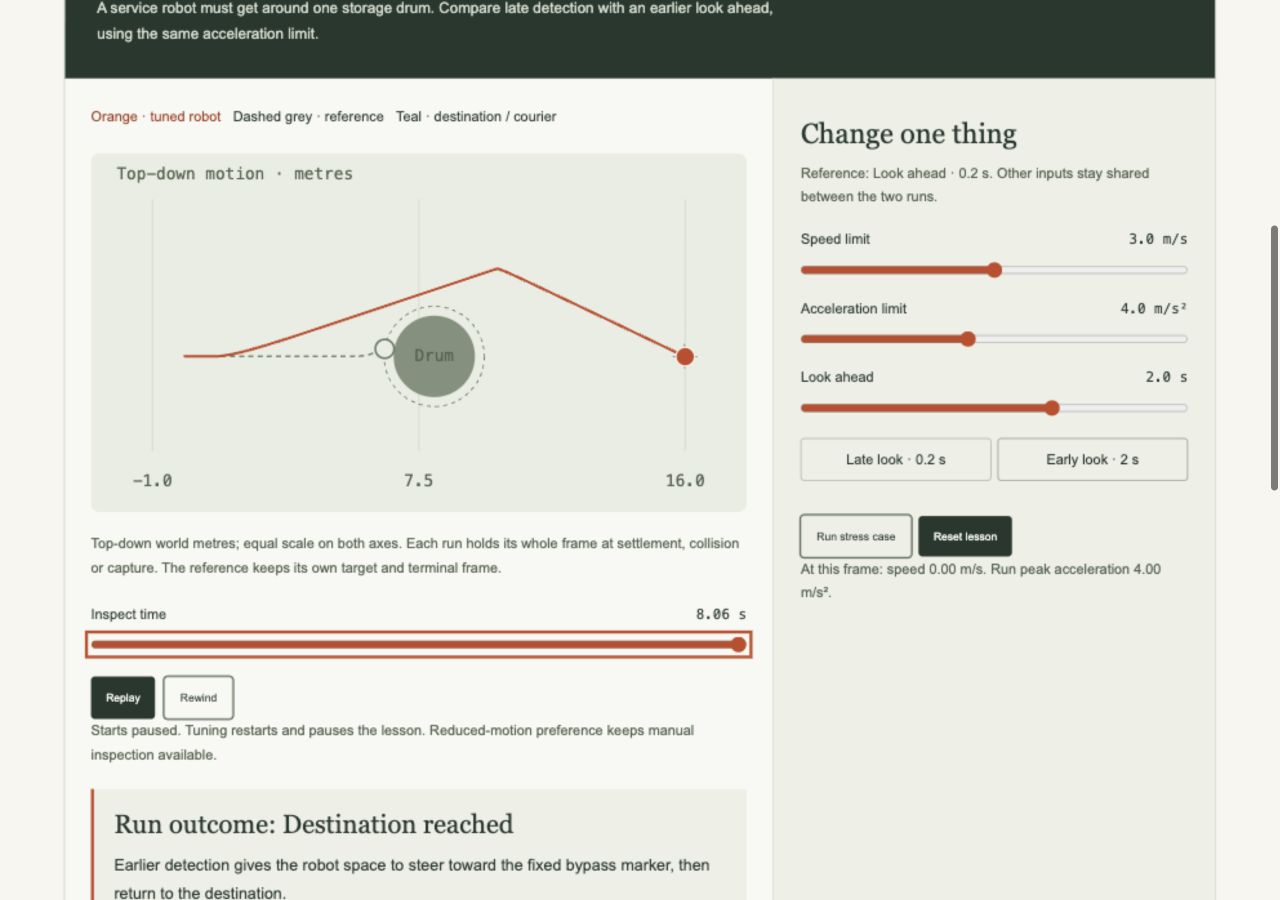 A service robot must get around one storage drum. Compare late detection with an earlier look ahead,
using the same acceleration limit.
Orange · tuned robot Dashed grey · reference Teal · destination / courier
Top-down motion · metres
Drum
−1.0 7.5 16.0
Top-down world metres; equal scale on both axes. Each run holds its whole frame at settlement, collision
or capture. The reference keeps its own target and terminal frame.
Inspect time 8.06 s
Replay Rewind
Starts paused. Tuning restarts and pauses the lesson. Reduced-motion preference keeps manual
inspection available.
Run outcome: Destination reached
Earlier detection gives the robot space to steer toward the fixed bypass marker, then
return to the destination.
Change one thing
Reference: Look ahead · 0.2 s. Other inputs stay shared
between the two runs.
Speed limit 3.0 m/s
Acceleration limit 4.0 m/s²
Look ahead 2.0 s
Late look · 0.2 s Early look · 2 s
Run stress case Reset lesson
At this frame: speed 0.00 m/s. Run peak acceleration 4.00
m/s².